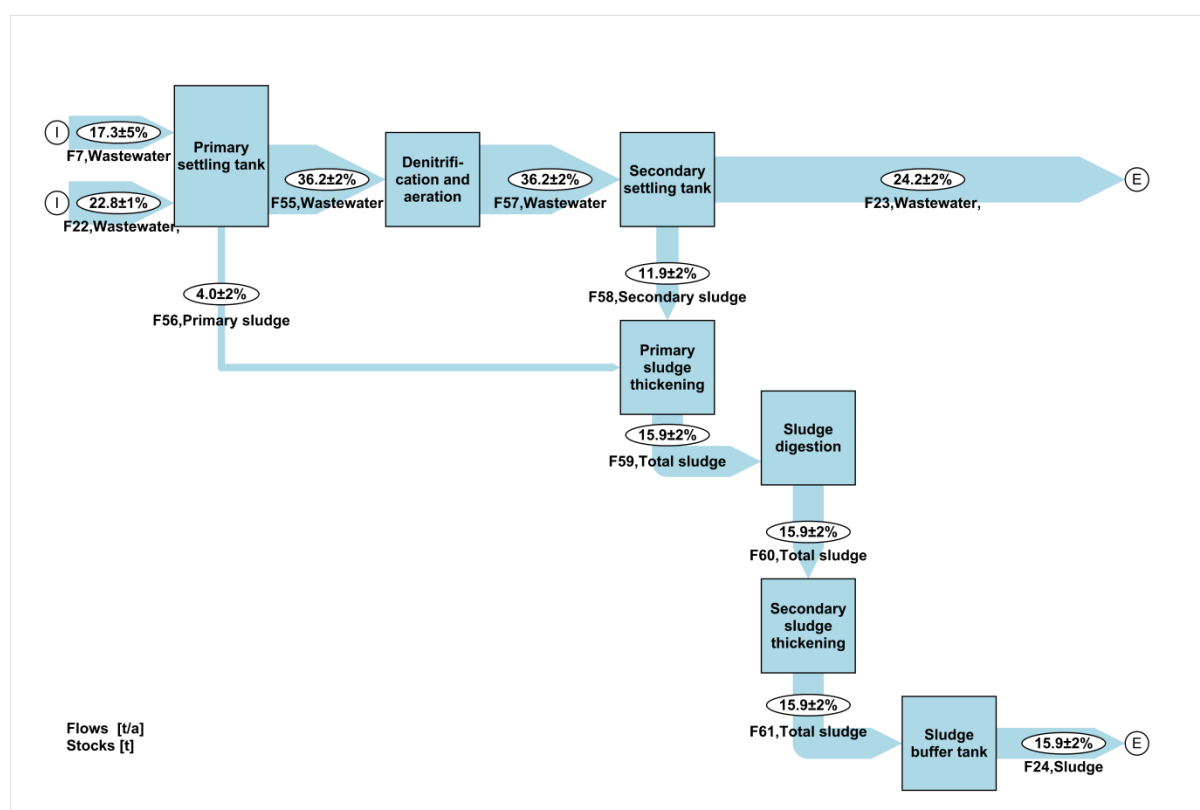 I
17.3±5%
F7,Wastewater
I
22.8±1%
F22,Wastewater,
Primary
settling tank
36.2±2%
F55,Wastewater
Denitrifi-
cation and
aeration
36.2±2%
F57,Wastewater
Secondary
settling tank
24.2±2%
F23,Wastewater,
E
4.0±2%
F56,Primary sludge
11.9±2%
F58,Secondary sludge
Primary
sludge
thickening
15.9±2%
F59,Total sludge
Sludge
digestion
15.9±2%
F60,Total sludge
Secondary
sludge
thickening
15.9±2%
F61,Total sludge
Sludge
buffer tank
15.9±2%
F24,Sludge
E
Flows [t/a]
Stocks [t]